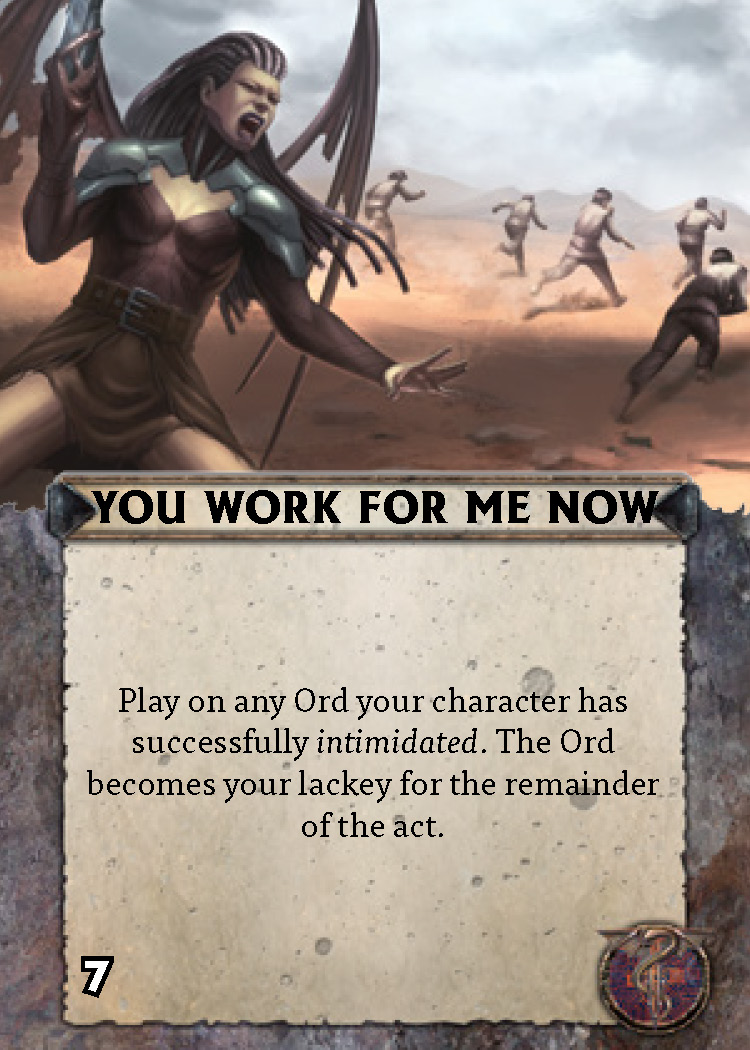 YOU WORK FOR ME NOW
Play on any Ord your character has
successfully intimidated. The Ord
becomes your lackey for the remainder
of the act.
7